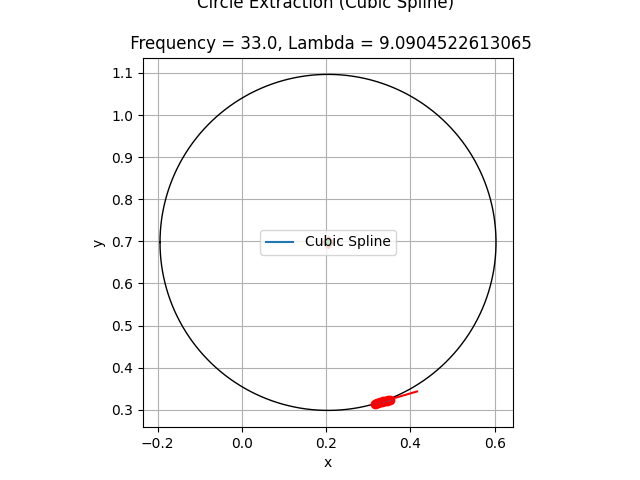 Circle Extraction (Cubic Spline)
Frequency = 33.0, Lambda = 9.0904522613065
1.1
1.0
0.9
0.8
0.7
0.6
0.5
0.4
0.3
y
Cubic Spline
−0.2 0.0 0.2 0.4 0.6
x